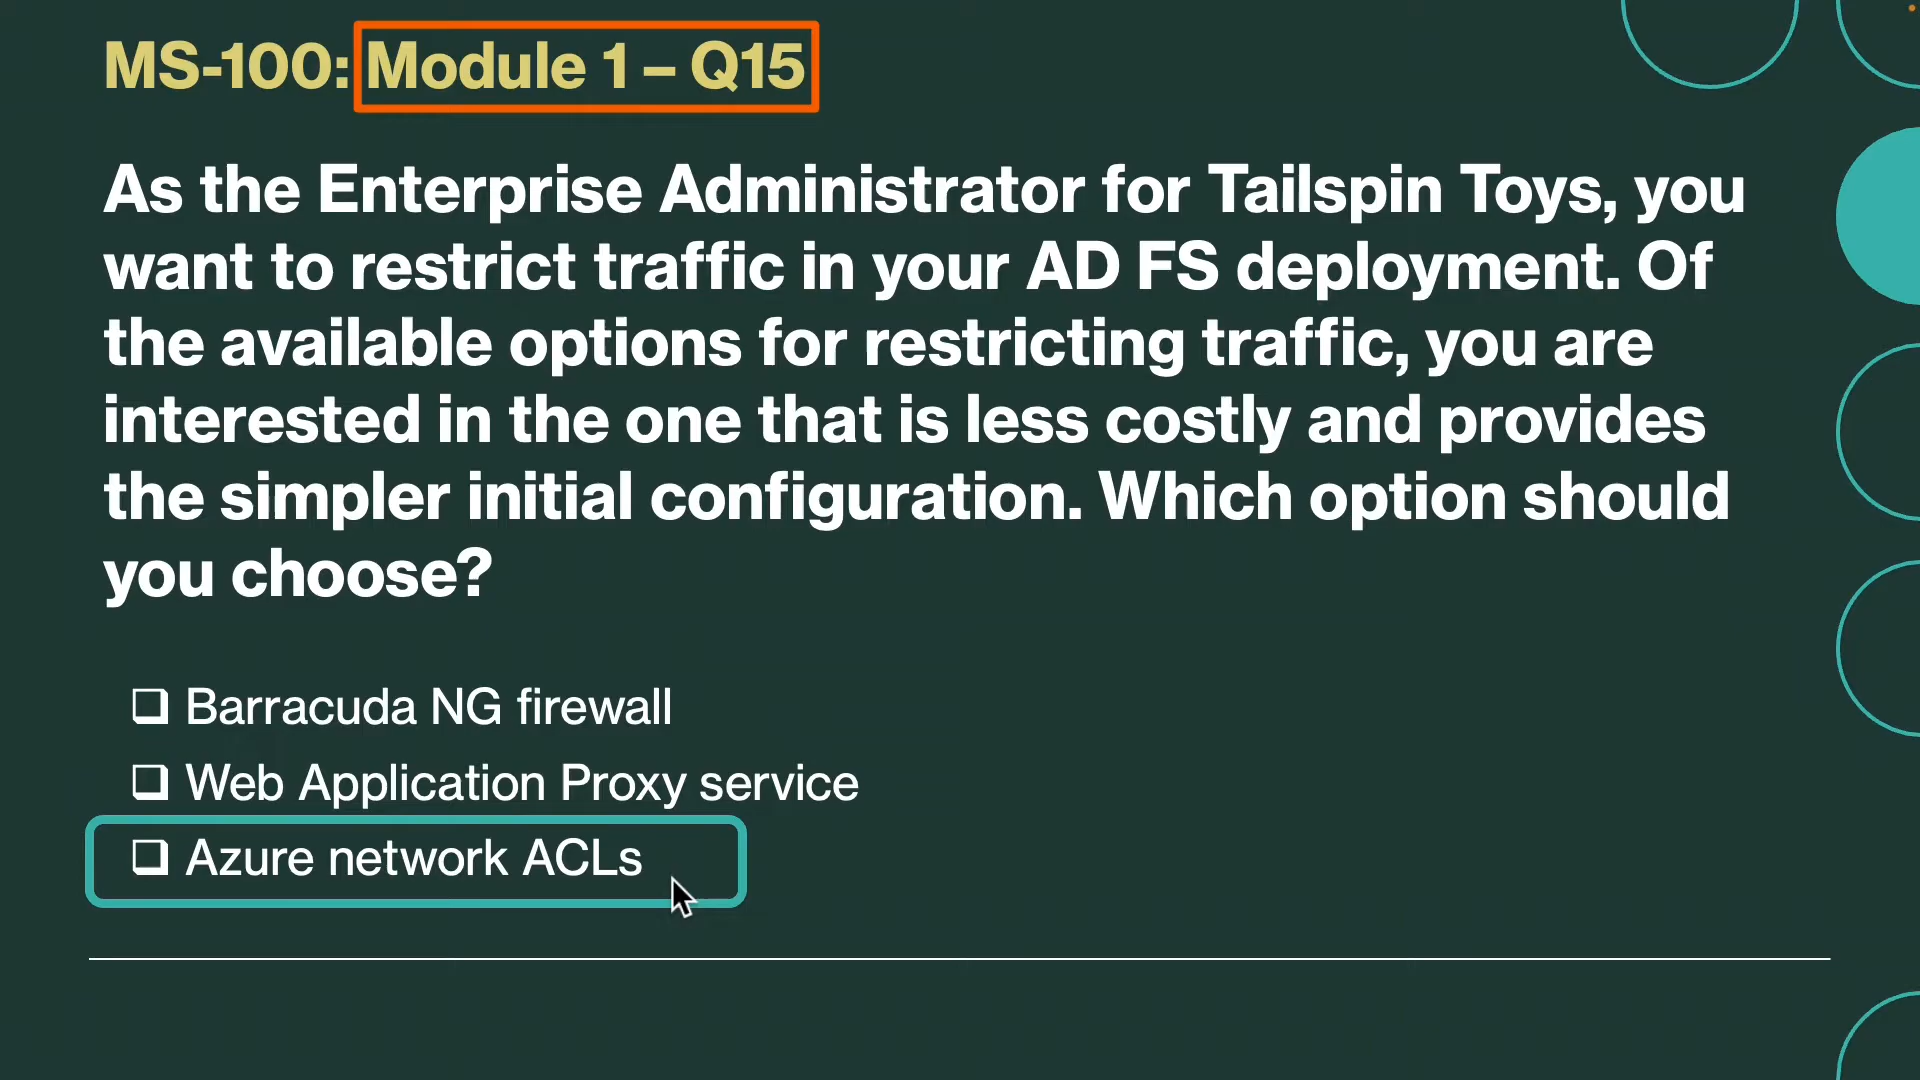 MS-100: Module 1 – Q15
As the Enterprise Administrator for Tailspin Toys, you
want to restrict traffic in your AD FS deployment. Of
the available options for restricting traffic, you are
interested in the one that is less costly and provides
the simpler initial configuration. Which option should
you choose?
❑ Barracuda NG firewall
❑ Web Application Proxy service
❑ Azure network ACLs